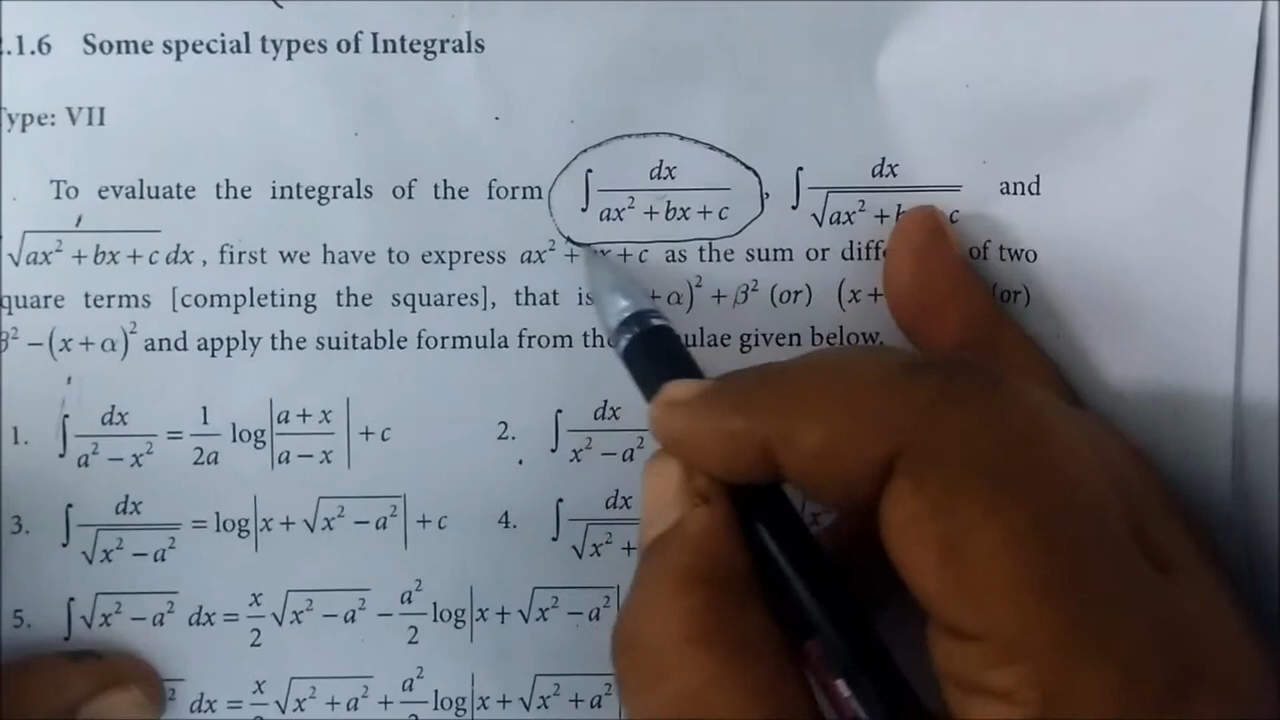 .1.6 Some special types of Integrals
ype: VII
To evaluate the integrals of the form ∫ dx/(ax² + bx + c), ∫ dx/√(ax² + b c and
√(ax² + bx + c) dx, first we have to express ax² + x + c as the sum or diff of two
quare terms [completing the squares], that is + α)² + β² (or) (x + (or)
β² − (x + α)² and apply the suitable formula from th ulae given below.
1. ∫ dx/(a² − x²) = 1/2a log|(a + x)/(a − x)| + c 2. ∫ dx/(x² − a²)
3. ∫ dx/√(x² − a²) = log|x + √(x² − a²)| + c 4. ∫ dx/√(x² +
5. ∫ √(x² − a²) dx = x/2 √(x² − a²) − a²/2 log|x + √(x² − a²)|
² dx = x/2 √(x² + a²) + a²/2 log|x + √(x² + a²)